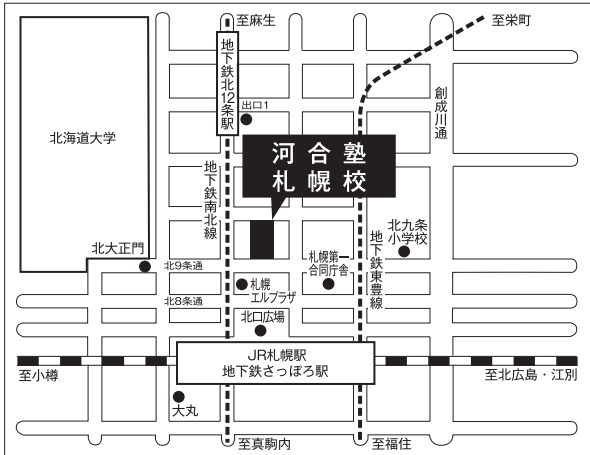 至麻生
至栄町
地下鉄北12条駅
出口1
創成川通
北海道大学
河合塾
札幌校
地下鉄南北線
北九条
小学校
北大正門
地下鉄東豊線
北9条通
札幌第一
合同庁舎
札幌
エルプラザ
北8条通
北口広場
JR札幌駅
地下鉄さっぽろ駅
至小樽
至北広島・江別
大丸
至真駒内
至福住